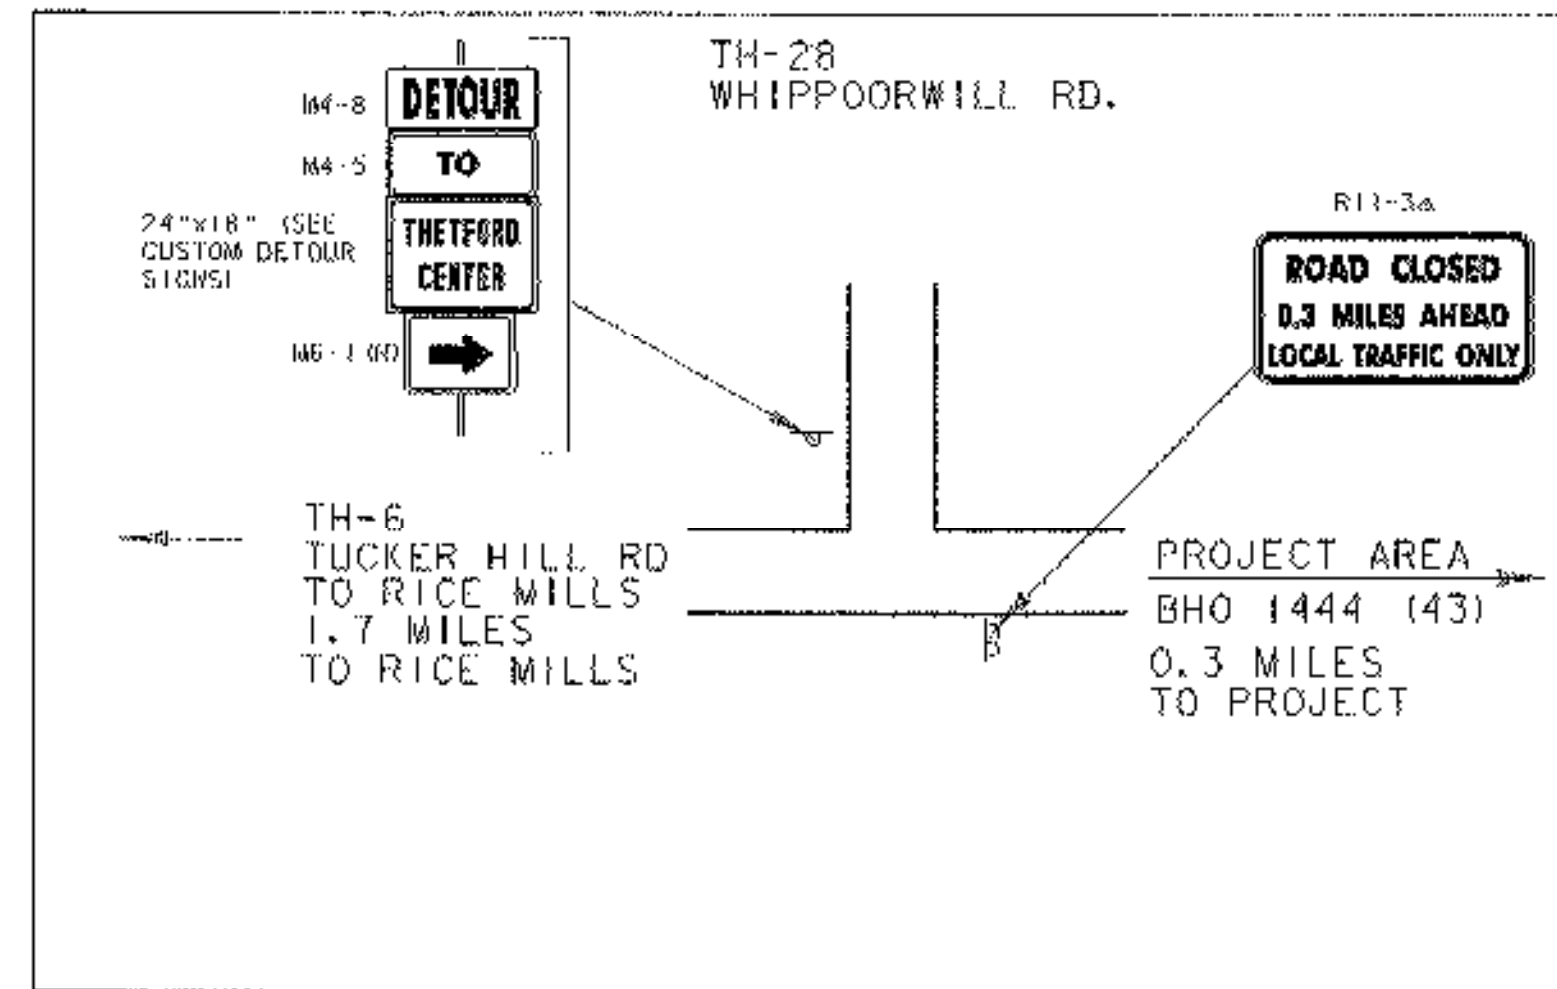 TH-28
WHIPPOORWILL RD.
M4-8
DETOUR
M4-5
TO
24"x18" (SEE
CUSTOM DETOUR
SIGNS)
THETFORD
CENTER
R11-3a
ROAD CLOSED
0.3 MILES AHEAD
LOCAL TRAFFIC ONLY
TH-6
TUCKER HILL RD
TO RICE MILLS
1.7 MILES
TO RICE MILLS
PROJECT AREA
BHO 1444 (43)
0.3 MILES
TO PROJECT